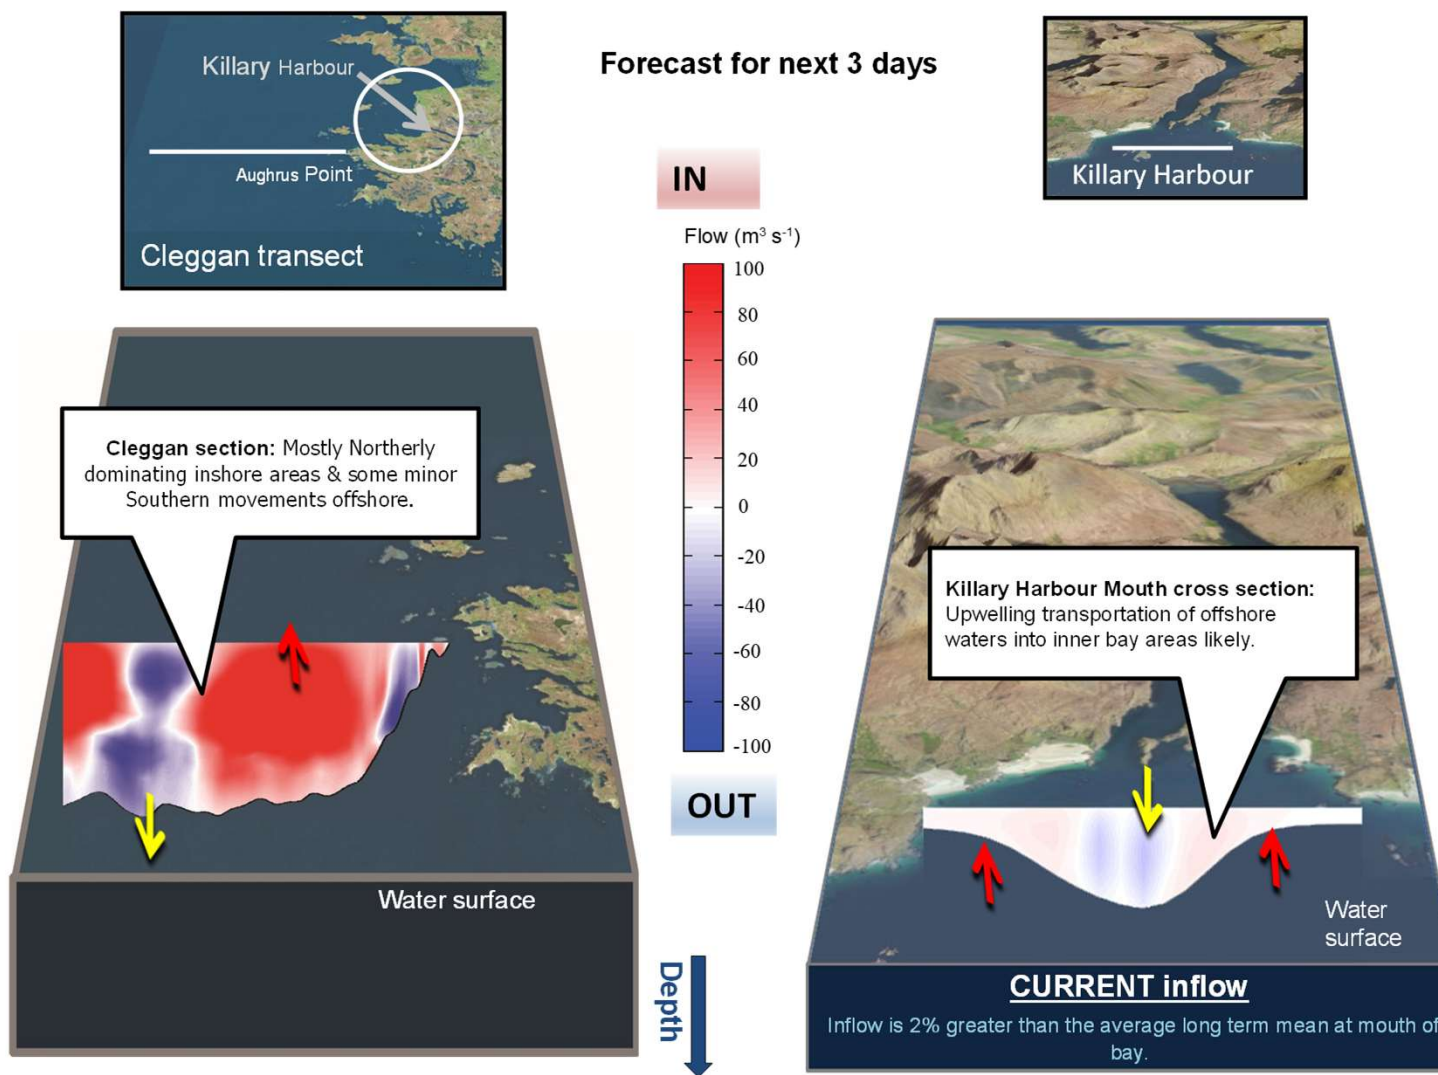 Killary Harbour
Aughrus Point
Cleggan transect
Forecast for next 3 days
Killary Harbour
IN
Flow (m³ s⁻¹)
100
80
60
40
20
0
-20
-40
-60
-80
-100
OUT
Cleggan section: Mostly Northerly
dominating inshore areas & some minor
Southern movements offshore.
Water surface
Depth
Killary Harbour Mouth cross section:
Upwelling transportation of offshore
waters into inner bay areas likely.
Water
surface
CURRENT inflow
Inflow is 2% greater than the average long term mean at mouth of
bay.